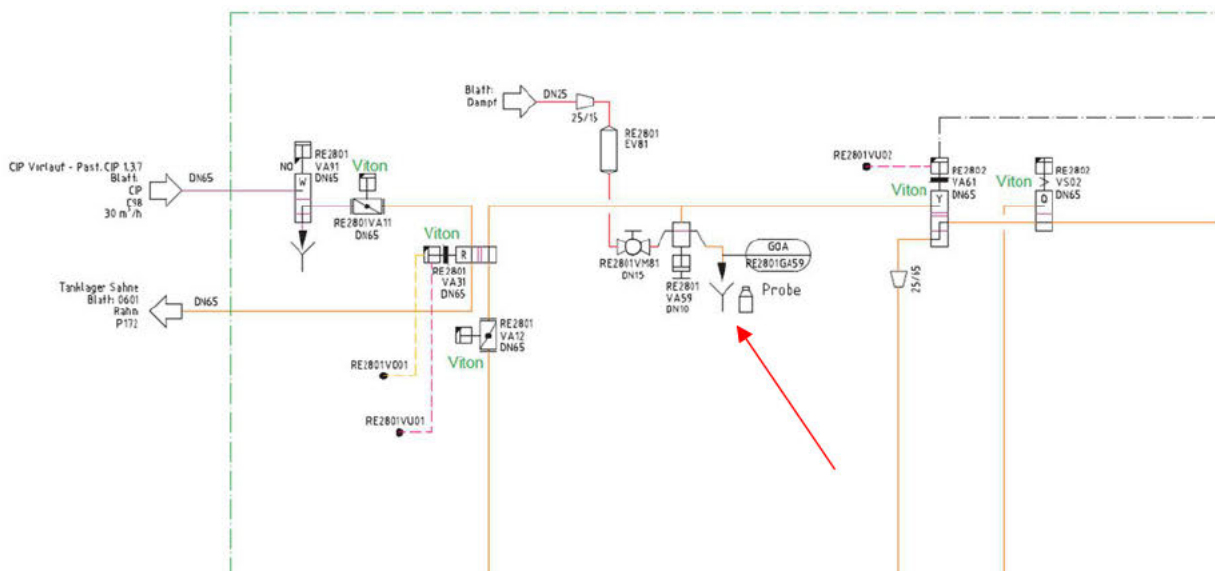 Blatt:
Dampf
DN25
25/15
RE2801
EV81
CIP Vorlauf - Past. CIP 1.3.7
Blatt:
CIP
C98
30 m³/h
DN65
NO
RE2801
VA91
DN65
W
Viton
RE2801VA11
DN65
RE2801VU02
Viton
RE2802
VA61
DN65
Y
Viton
RE2802
VS02
DN65
Q
Viton
RE2801
VA31
DN65
R
RE2801VM81
DN15
RE2801
VA59
DN10
GOA
RE2801GA59
Probe
25/65
Tanklager Sahne
Blatt: 0601
Rahm
P172
DN65
RE2801
VA12
DN65
Viton
RE2801VO01
RE2801VU01